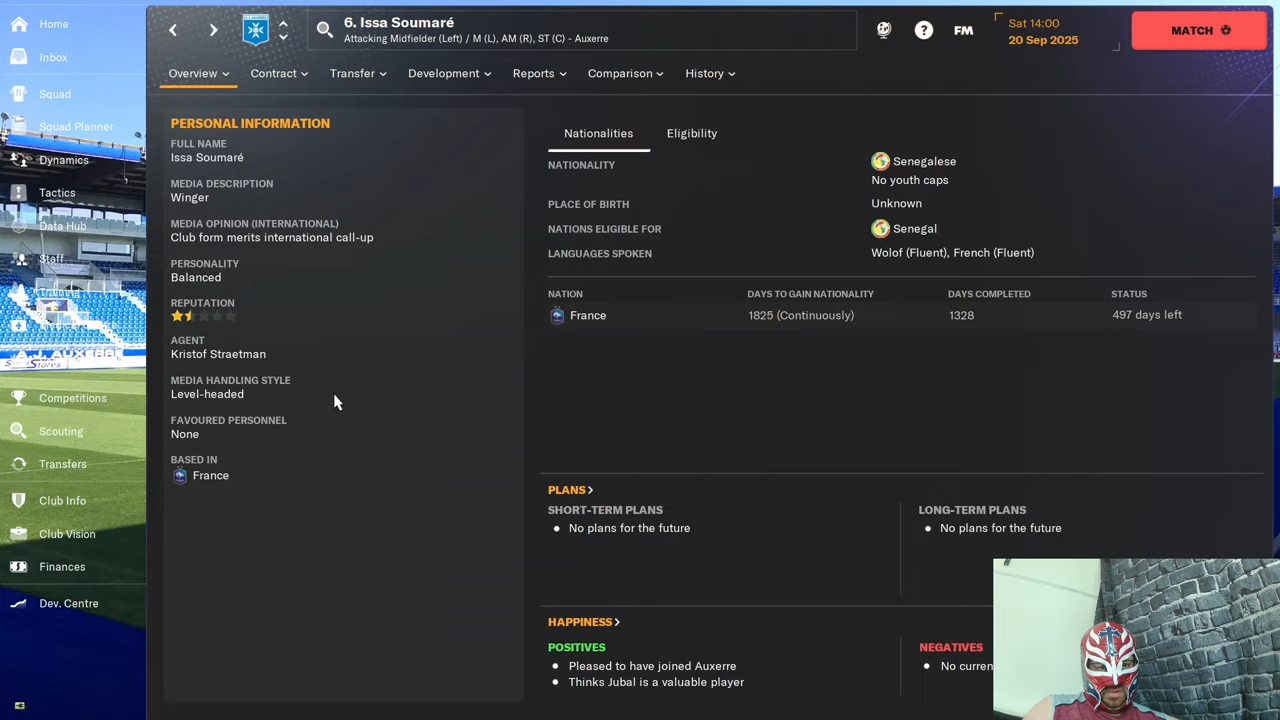 Home
Inbox
Squad
Squad Planner
Dynamics
Tactics
Data Hub
Staff
Training
Competitions
Scouting
Transfers
Club Info
Club Vision
Finances
Dev. Centre
6. Issa Soumaré
Attacking Midfielder (Left) / M (L), AM (R), ST (C) - Auxerre
FM
Sat 14:00
20 Sep 2025
MATCH
Overview
Contract
Transfer
Development
Reports
Comparison
History
PERSONAL INFORMATION
FULL NAME
Issa Soumaré
MEDIA DESCRIPTION
Winger
MEDIA OPINION (INTERNATIONAL)
Club form merits international call-up
PERSONALITY
Balanced
REPUTATION
AGENT
Kristof Straetman
MEDIA HANDLING STYLE
Level-headed
FAVOURED PERSONNEL
None
BASED IN
France
Nationalities Eligibility
NATIONALITY Senegalese
No youth caps
PLACE OF BIRTH Unknown
NATIONS ELIGIBLE FOR Senegal
LANGUAGES SPOKEN Wolof (Fluent), French (Fluent)
NATION DAYS TO GAIN NATIONALITY DAYS COMPLETED STATUS
France 1825 (Continuously) 1328 497 days left
PLANS >
SHORT-TERM PLANS
• No plans for the future
LONG-TERM PLANS
• No plans for the future
HAPPINESS >
POSITIVES
• Pleased to have joined Auxerre
• Thinks Jubal is a valuable player
NEGATIVES
• No curren